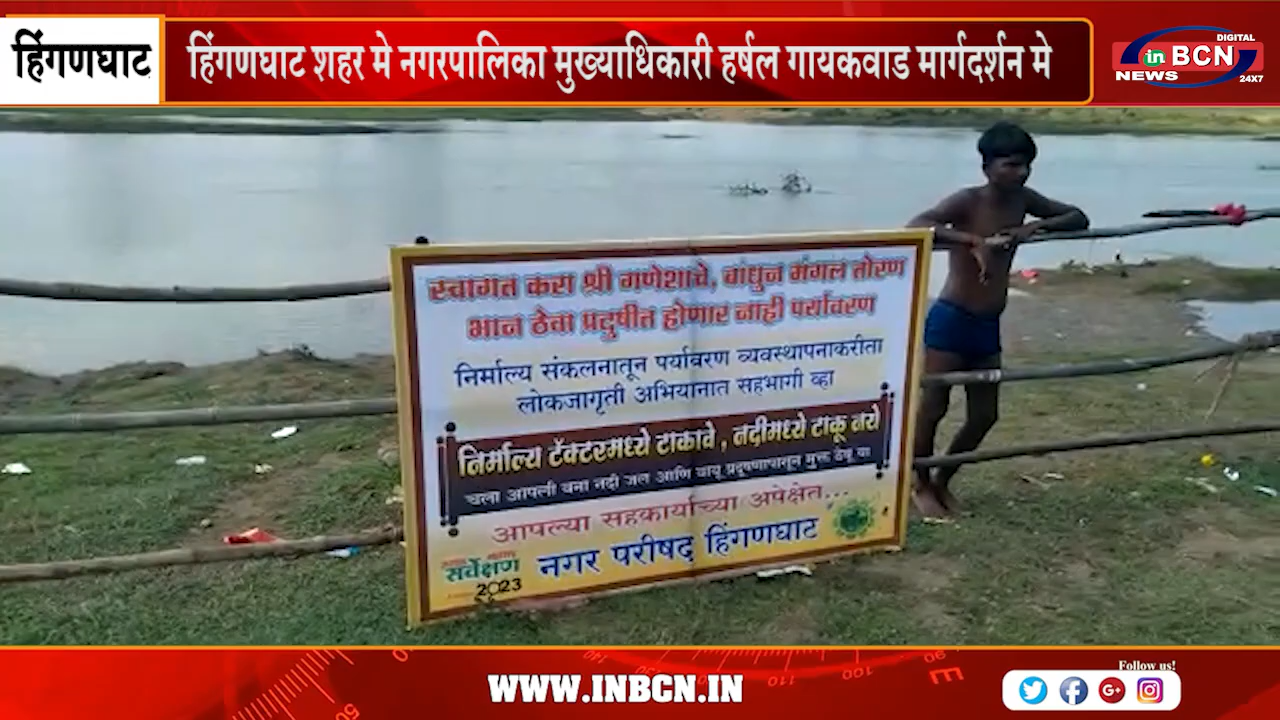 हिंगणघाट
हिंगणघाट शहर मे नगरपालिका मुख्याधिकारी हर्षल गायकवाड मार्गदर्शन मे
DIGITAL
in BCN
NEWS 24X7
स्वागत करा श्री गणेशाचे, बांधुन मंगल तोरण
भान ठेवा प्रदुषीत होणार नाही पर्यावरण
निर्माल्य संकलनातून पर्यावरण व्यवस्थापनाकरीता
लोकजागृती अभियानात सहभागी व्हा
निर्माल्य टॅक्टरमध्ये टाकावे , नदीमध्ये टाकू नये
चला आपली वना नदी जल आणि वायू प्रदूषणापासून मुक्त ठेवू या
आपल्या सहकार्याच्या अपेक्षेत...
सर्वेक्षण
2023
नगर परीषद हिंगणघाट
WWW.INBCN.IN
Follow us!